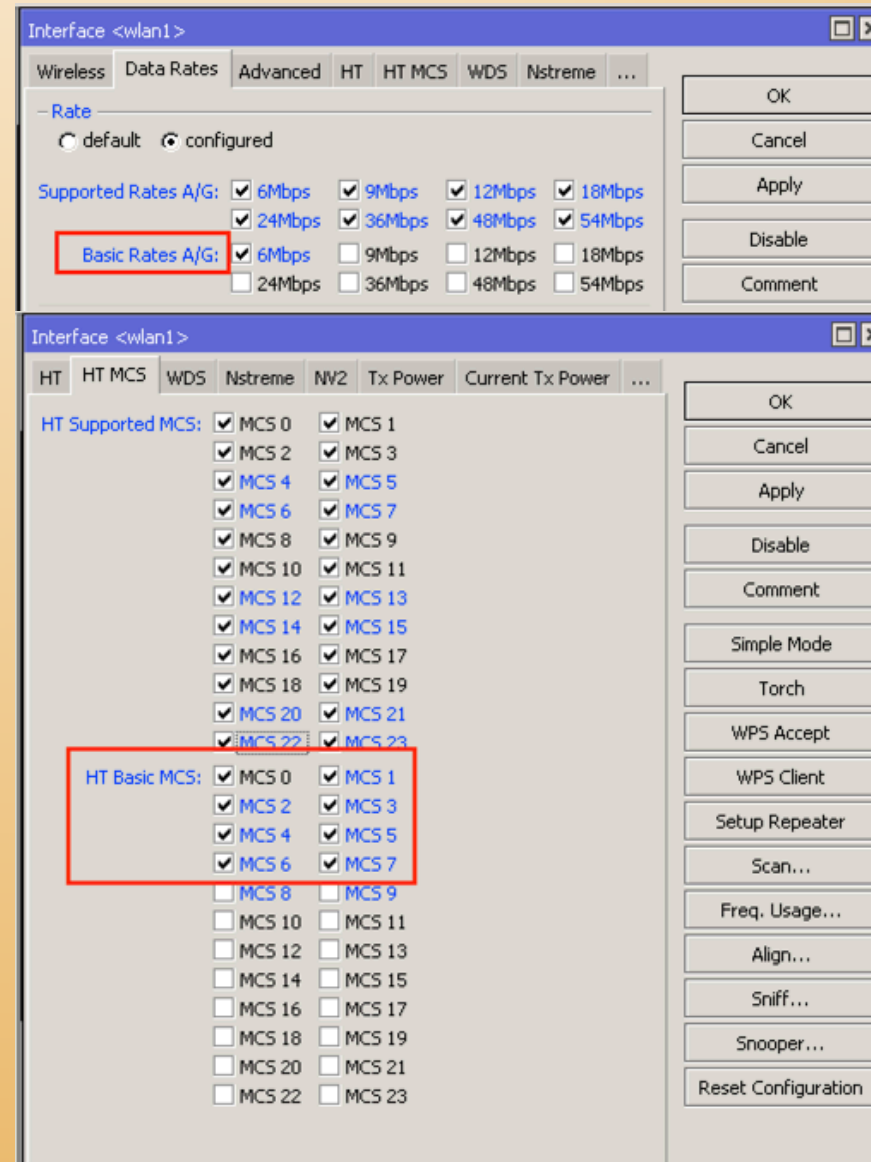 Interface <wlan1>
Wireless Data Rates Advanced HT HT MCS WDS Nstreme ...
Rate
default configured
Supported Rates A/G: 6Mbps 9Mbps 12Mbps 18Mbps
24Mbps 36Mbps 48Mbps 54Mbps
Basic Rates A/G: 6Mbps 9Mbps 12Mbps 18Mbps
24Mbps 36Mbps 48Mbps 54Mbps
OK
Cancel
Apply
Disable
Comment
Interface <wlan1>
HT HT MCS WDS Nstreme NV2 Tx Power Current Tx Power ...
HT Supported MCS: MCS 0 MCS 1
MCS 2 MCS 3
MCS 4 MCS 5
MCS 6 MCS 7
MCS 8 MCS 9
MCS 10 MCS 11
MCS 12 MCS 13
MCS 14 MCS 15
MCS 16 MCS 17
MCS 18 MCS 19
MCS 20 MCS 21
MCS 22 MCS 23
HT Basic MCS: MCS 0 MCS 1
MCS 2 MCS 3
MCS 4 MCS 5
MCS 6 MCS 7
MCS 8 MCS 9
MCS 10 MCS 11
MCS 12 MCS 13
MCS 14 MCS 15
MCS 16 MCS 17
MCS 18 MCS 19
MCS 20 MCS 21
MCS 22 MCS 23
OK
Cancel
Apply
Disable
Comment
Simple Mode
Torch
WPS Accept
WPS Client
Setup Repeater
Scan...
Freq. Usage...
Align...
Sniff...
Snooper...
Reset Configuration